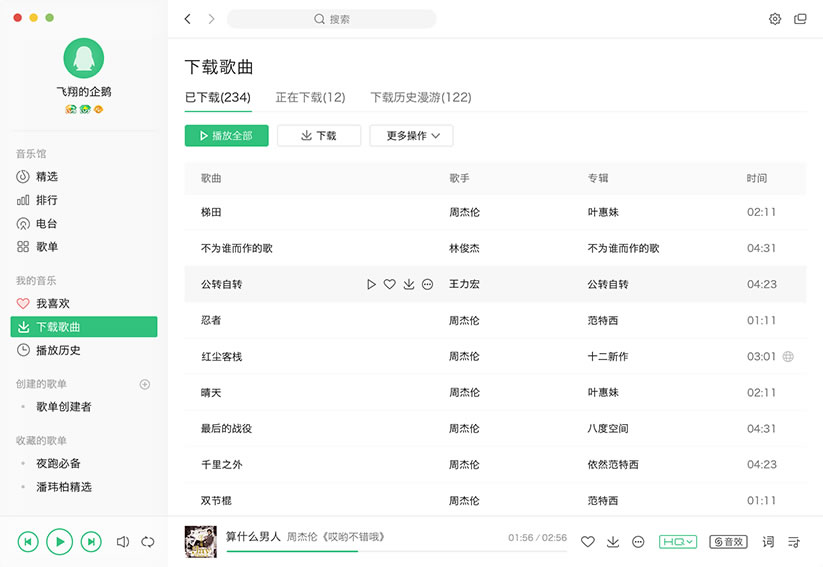 搜索
飞翔的企鹅
音乐馆
精选
排行
电台
歌单
我的音乐
我喜欢
下载歌曲
播放历史
创建的歌单
歌单创建者
收藏的歌单
夜跑必备
潘玮柏精选
下载歌曲
已下载(234) 正在下载(12) 下载历史漫游(122)
播放全部 下载 更多操作
歌曲 歌手 专辑 时间
梯田 周杰伦 叶惠妹 02:11
不为谁而作的歌 林俊杰 不为谁而作的歌 04:31
公转自转 王力宏 公转自转 04:23
忍者 周杰伦 范特西 01:11
红尘客栈 周杰伦 十二新作 03:01
晴天 周杰伦 叶惠妹 02:11
最后的战役 周杰伦 八度空间 04:31
千里之外 周杰伦 依然范特西 04:23
双节棍 周杰伦 范特西 01:11
算什么男人 周杰伦《哎哟不错哦》 01:56 / 02:56
HQ 音效 词